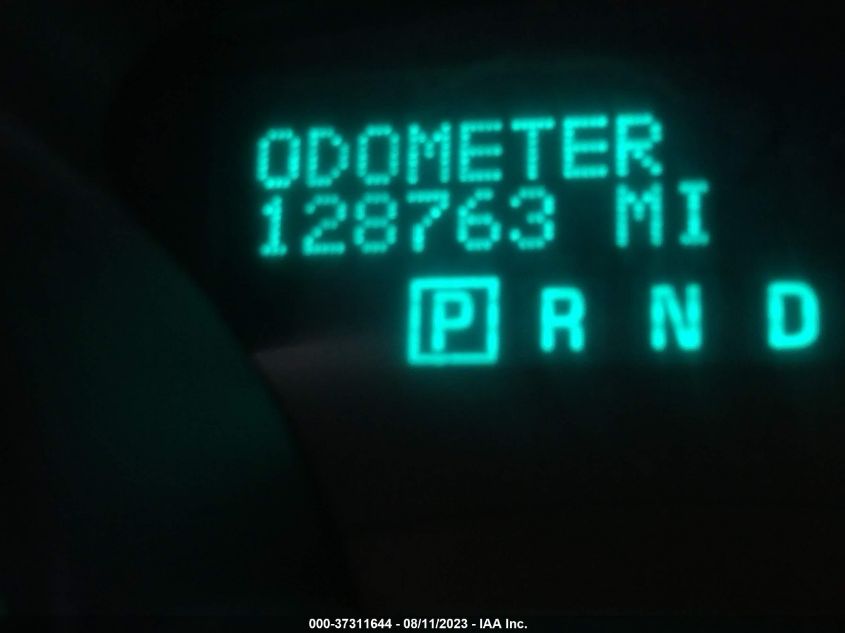 ODOMETER
128763 MI
P R N D
000-37311644 - 08/11/2023 - IAA Inc.